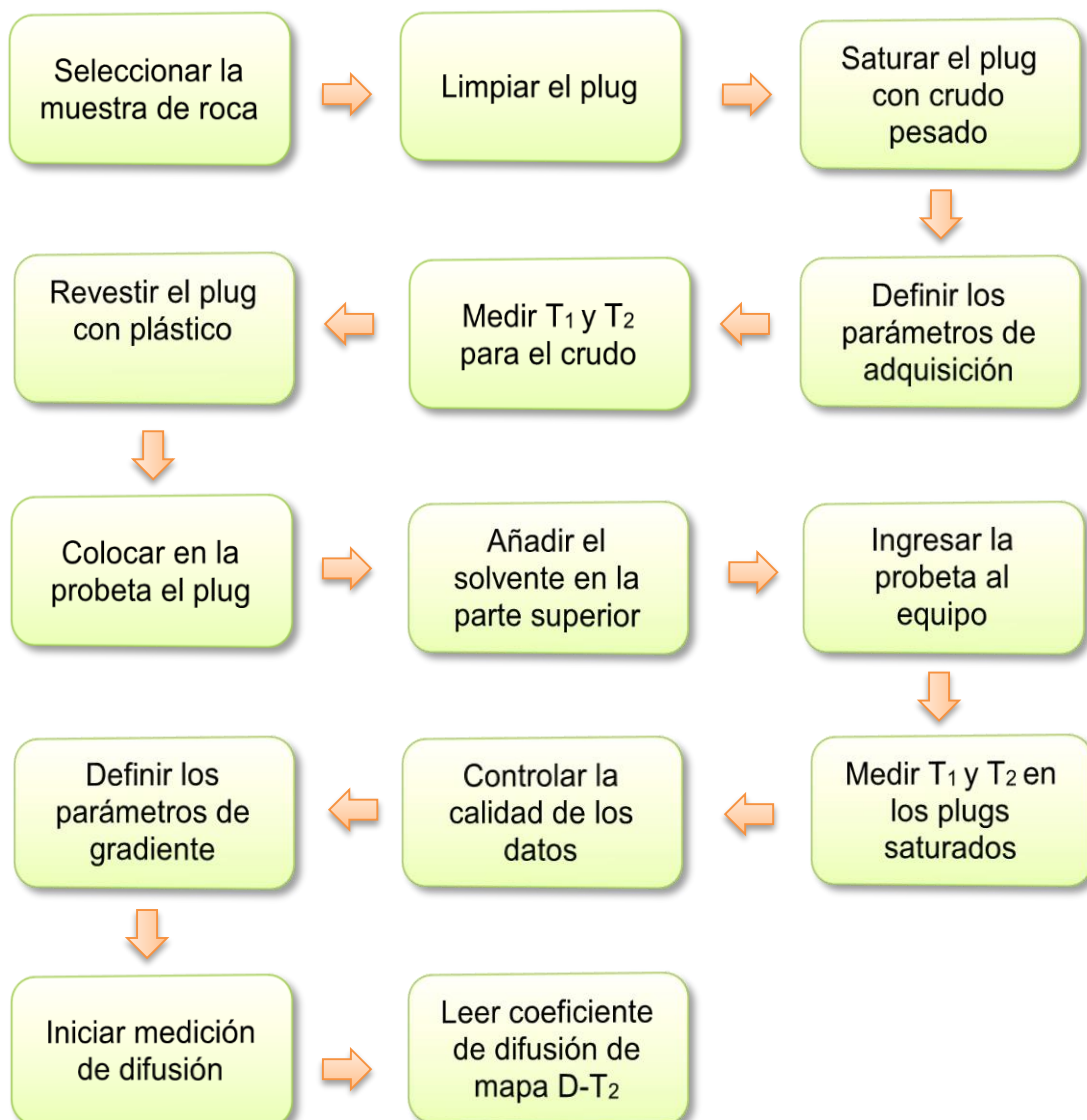 Seleccionar la
muestra de roca
Limpiar el plug
Saturar el plug
con crudo
pesado
Definir los
parámetros de
adquisición
Medir T₁ y T₂
para el crudo
Revestir el plug
con plástico
Colocar en la
probeta el plug
Añadir el
solvente en la
parte superior
Ingresar la
probeta al
equipo
Medir T₁ y T₂ en
los plugs
saturados
Controlar la
calidad de los
datos
Definir los
parámetros de
gradiente
Iniciar medición
de difusión
Leer coeficiente
de difusión de
mapa D-T₂